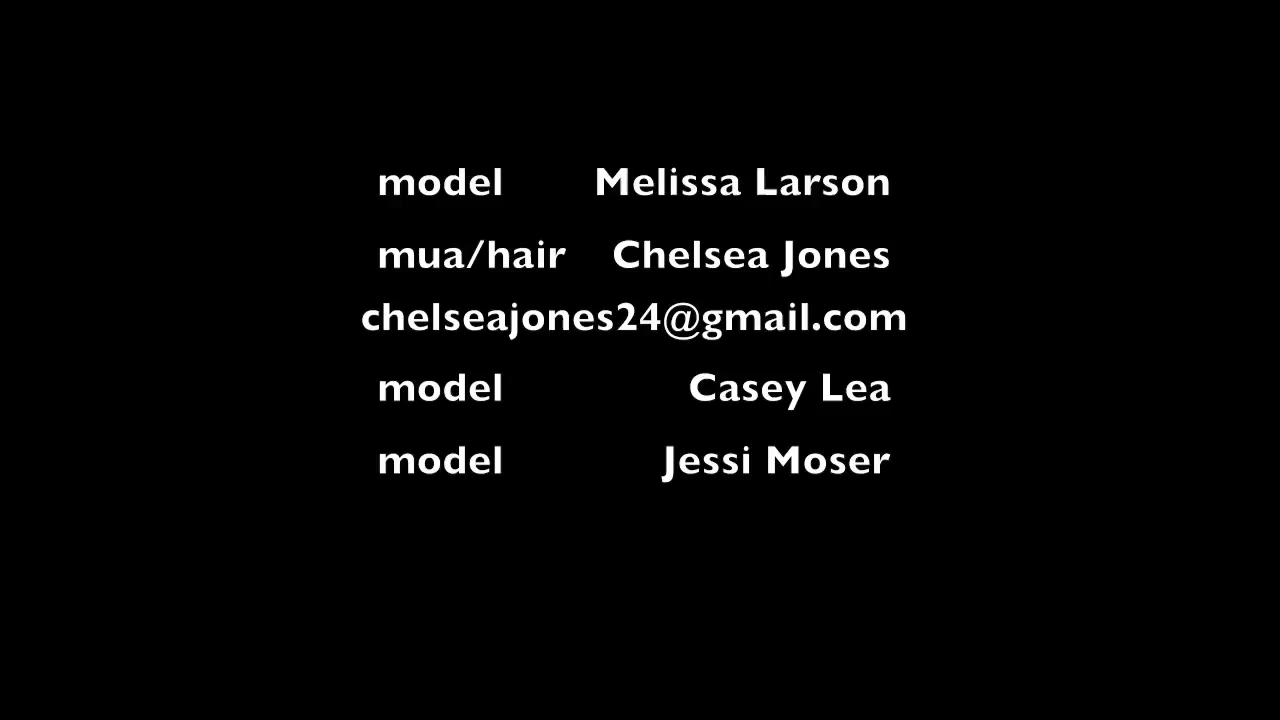 model Melissa Larson
mua/hair Chelsea Jones
chelseajones24@gmail.com
model Casey Lea
model Jessi Moser